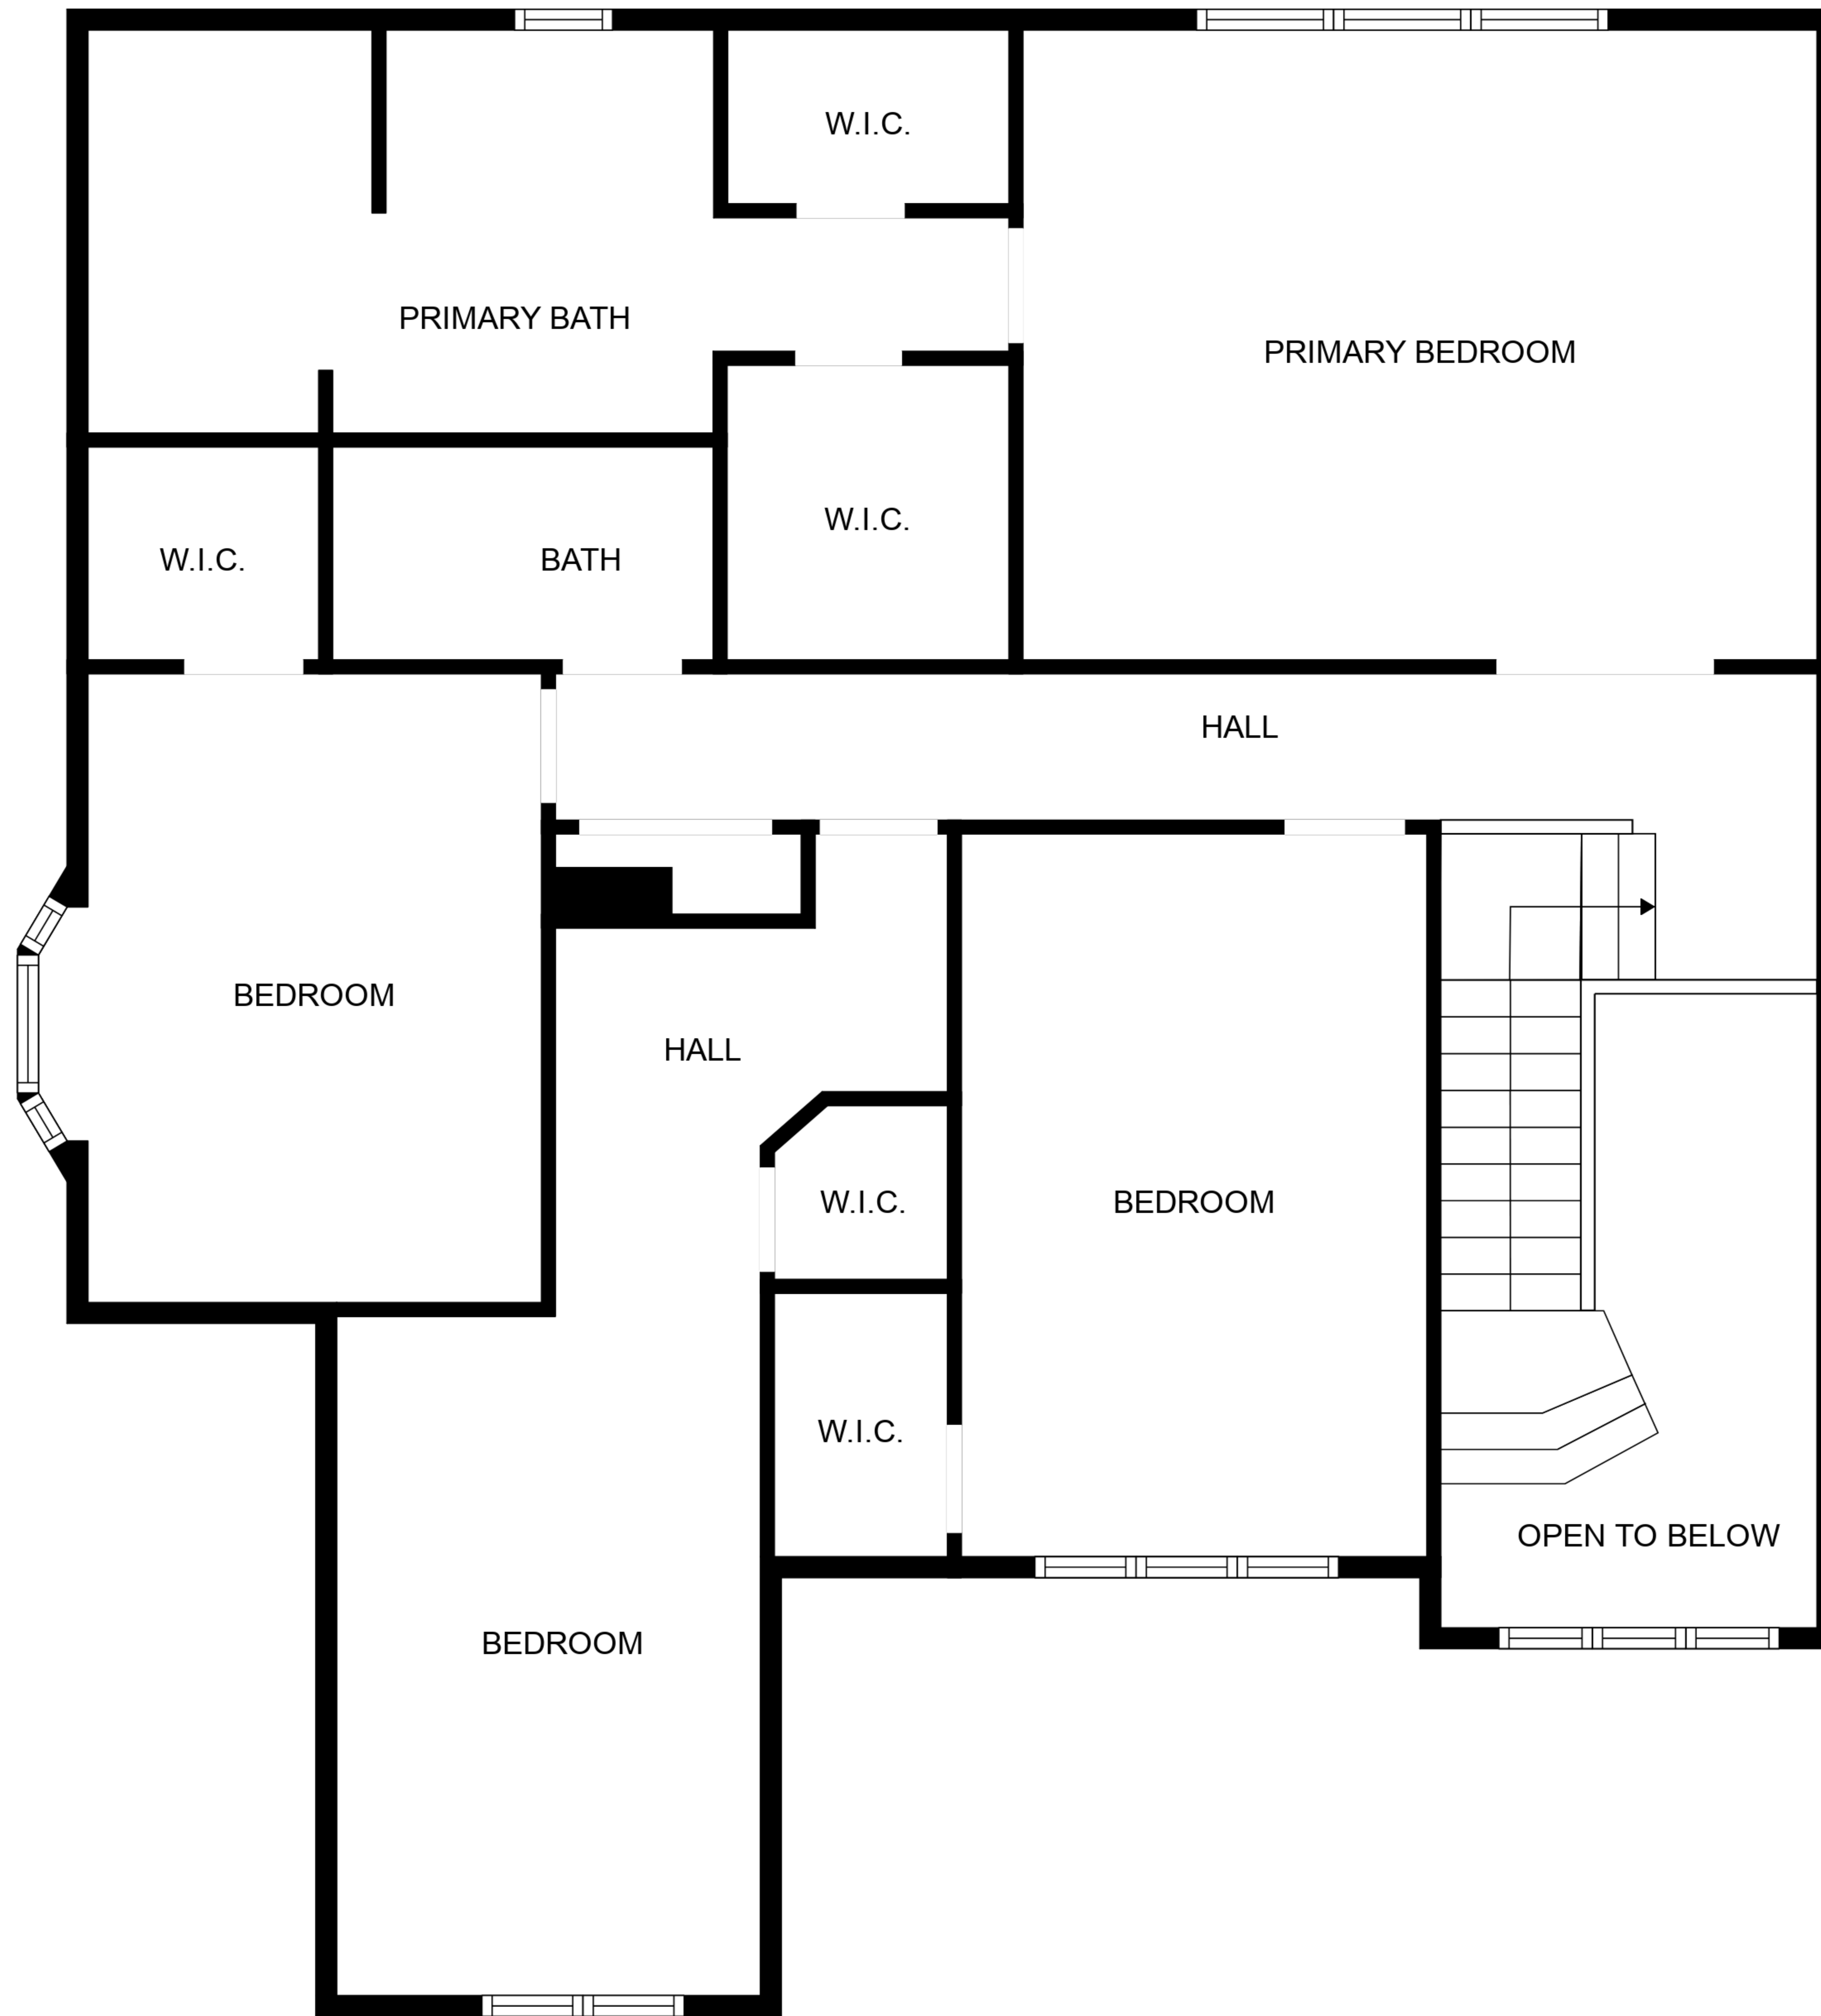 W.I.C.
PRIMARY BATH
PRIMARY BEDROOM
W.I.C.
W.I.C.
BATH
HALL
BEDROOM
HALL
W.I.C.
BEDROOM
W.I.C.
OPEN TO BELOW
BEDROOM